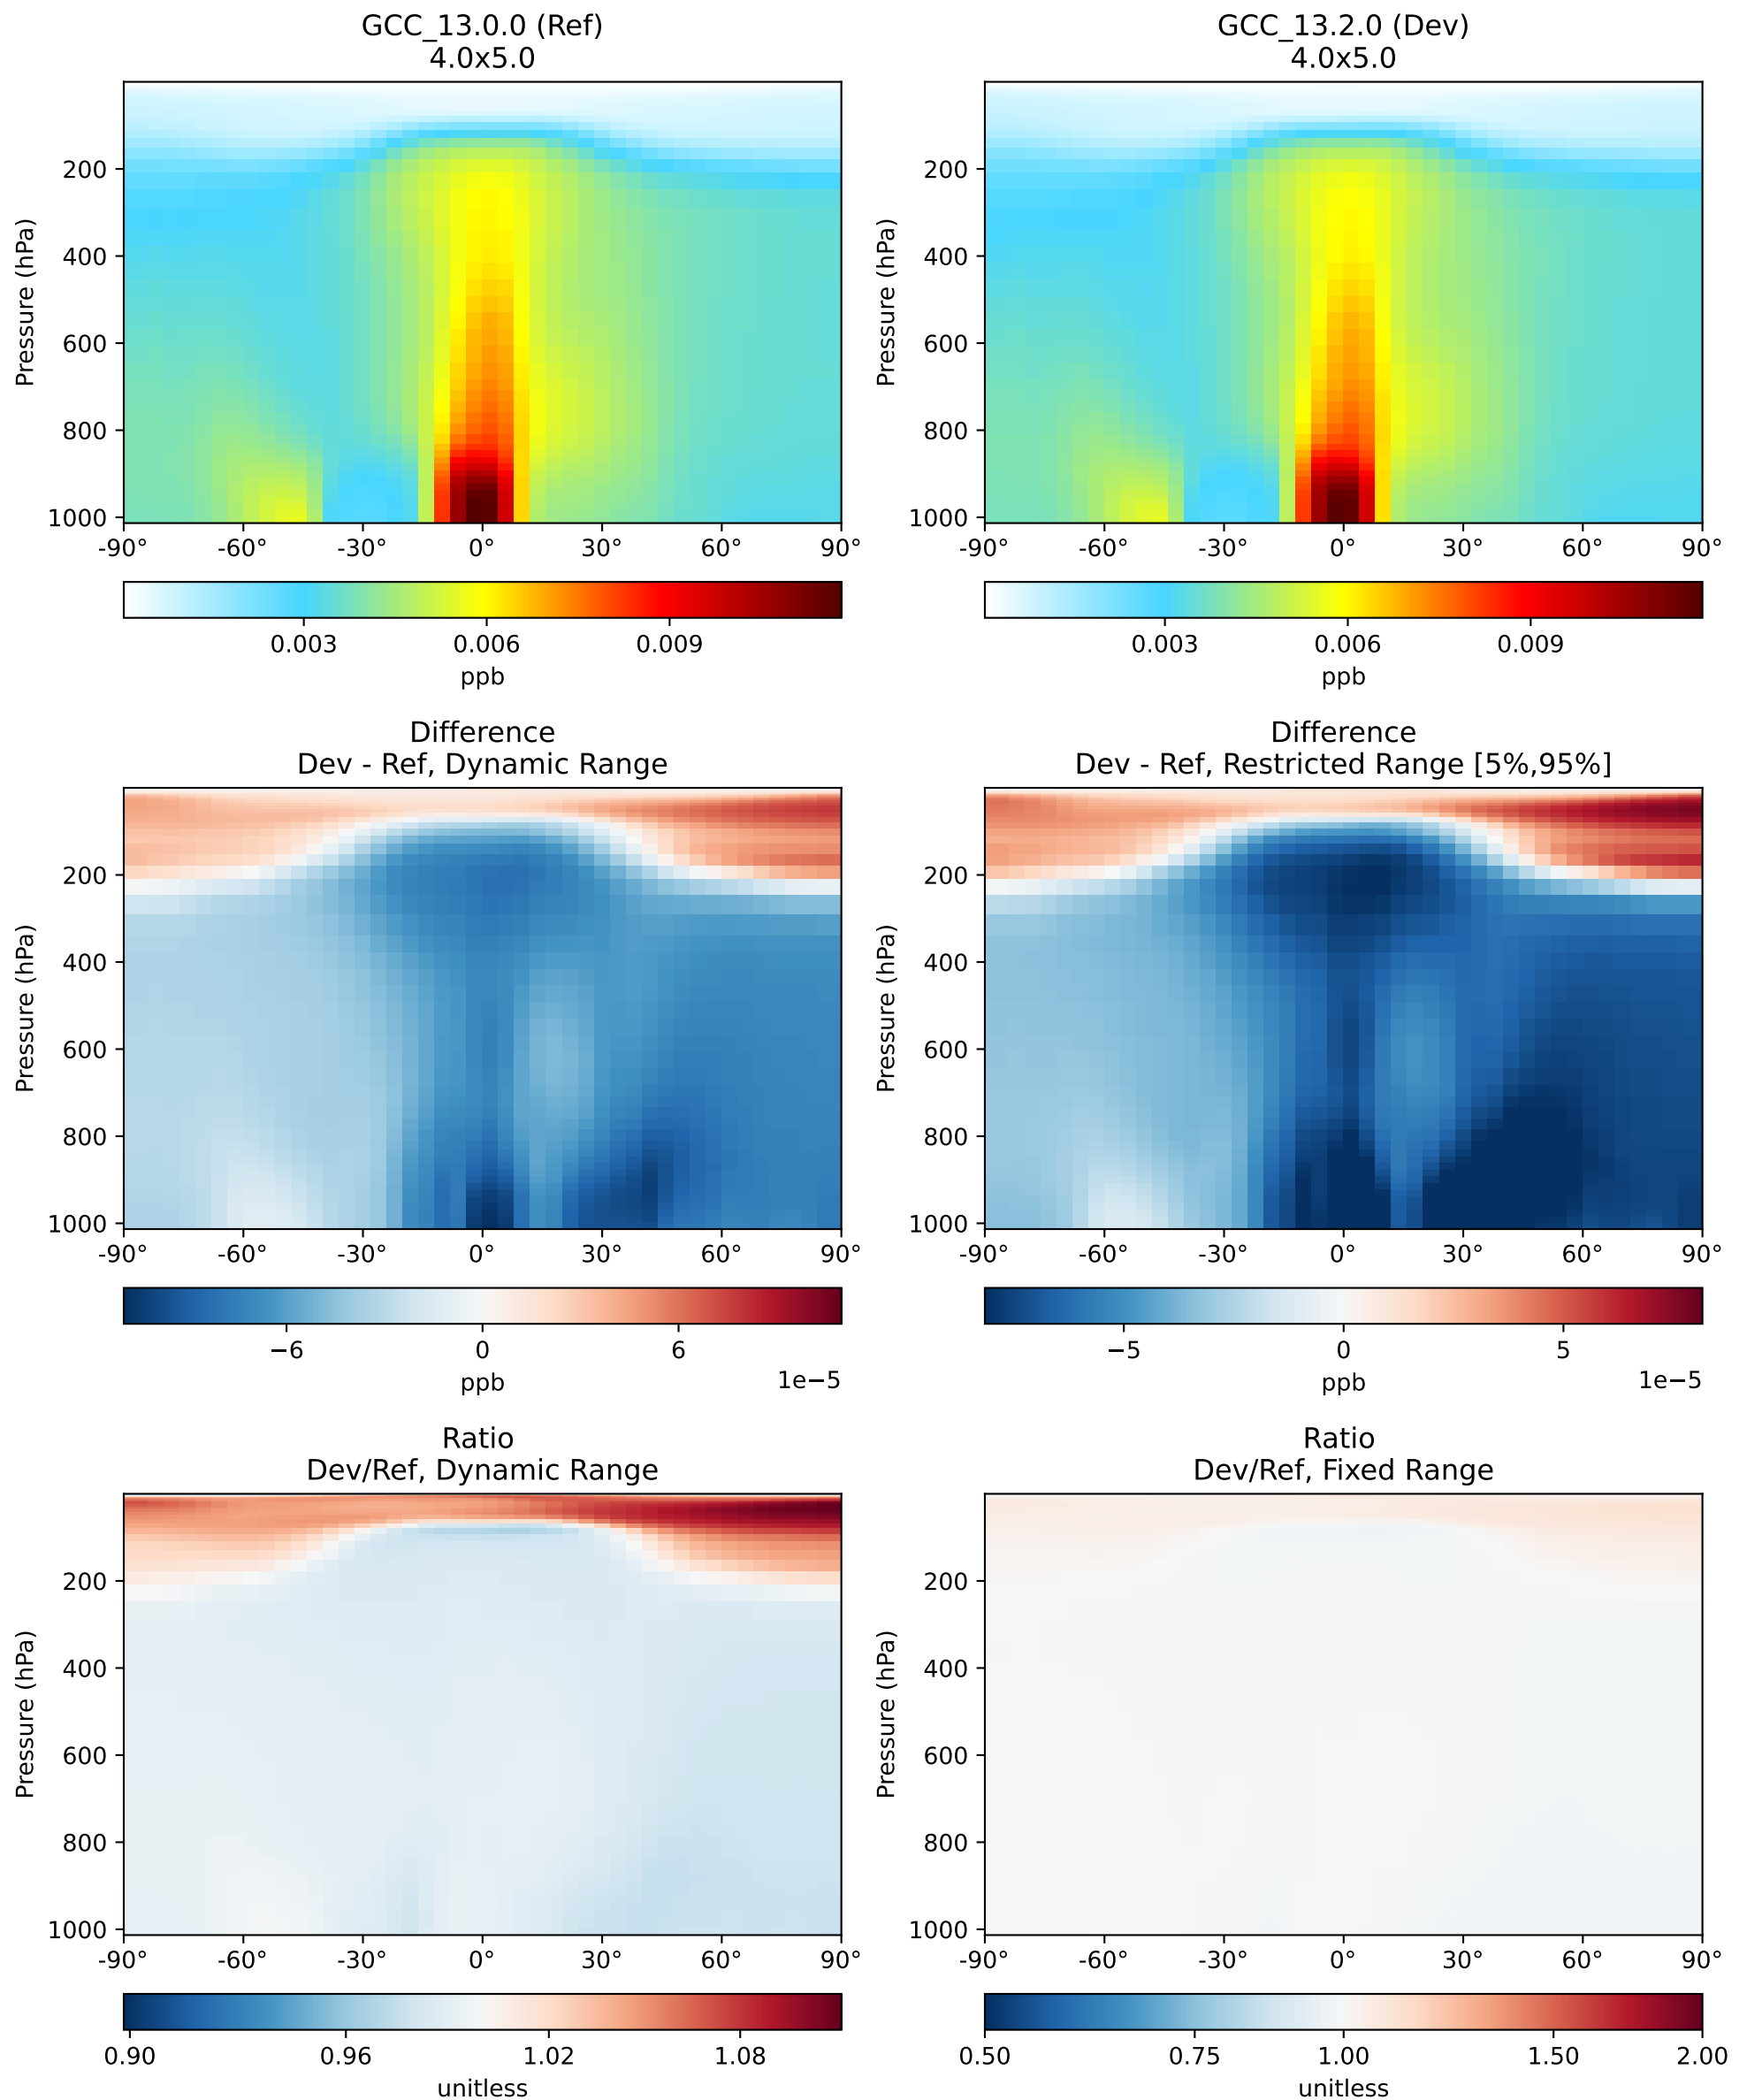 GCC_13.0.0 (Ref)
4.0x5.0
Pressure (hPa)
200
400
600
800
1000
-90° -60° -30° 0° 30° 60° 90°
0.003 0.006 0.009
ppb
GCC_13.2.0 (Dev)
4.0x5.0
Pressure (hPa)
200
400
600
800
1000
-90° -60° -30° 0° 30° 60° 90°
0.003 0.006 0.009
ppb
Difference
Dev - Ref, Dynamic Range
Pressure (hPa)
200
400
600
800
1000
-90° -60° -30° 0° 30° 60° 90°
−6 0 6
ppb
1e−5
Difference
Dev - Ref, Restricted Range [5%,95%]
Pressure (hPa)
200
400
600
800
1000
-90° -60° -30° 0° 30° 60° 90°
−5 0 5
ppb
1e−5
Ratio
Dev/Ref, Dynamic Range
Pressure (hPa)
200
400
600
800
1000
-90° -60° -30° 0° 30° 60° 90°
0.90 0.96 1.02 1.08
unitless
Ratio
Dev/Ref, Fixed Range
Pressure (hPa)
200
400
600
800
1000
-90° -60° -30° 0° 30° 60° 90°
0.50 0.75 1.00 1.50 2.00
unitless